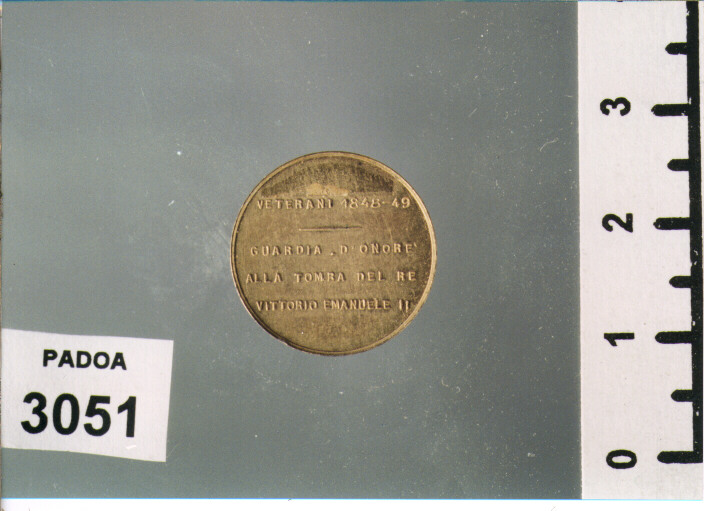 VETERANI 1848-49
GUARDIA D'ONORE
ALLA TOMBA DEL RE
VITTORIO EMANUELE II
PADOA
3051
3
2
1
0